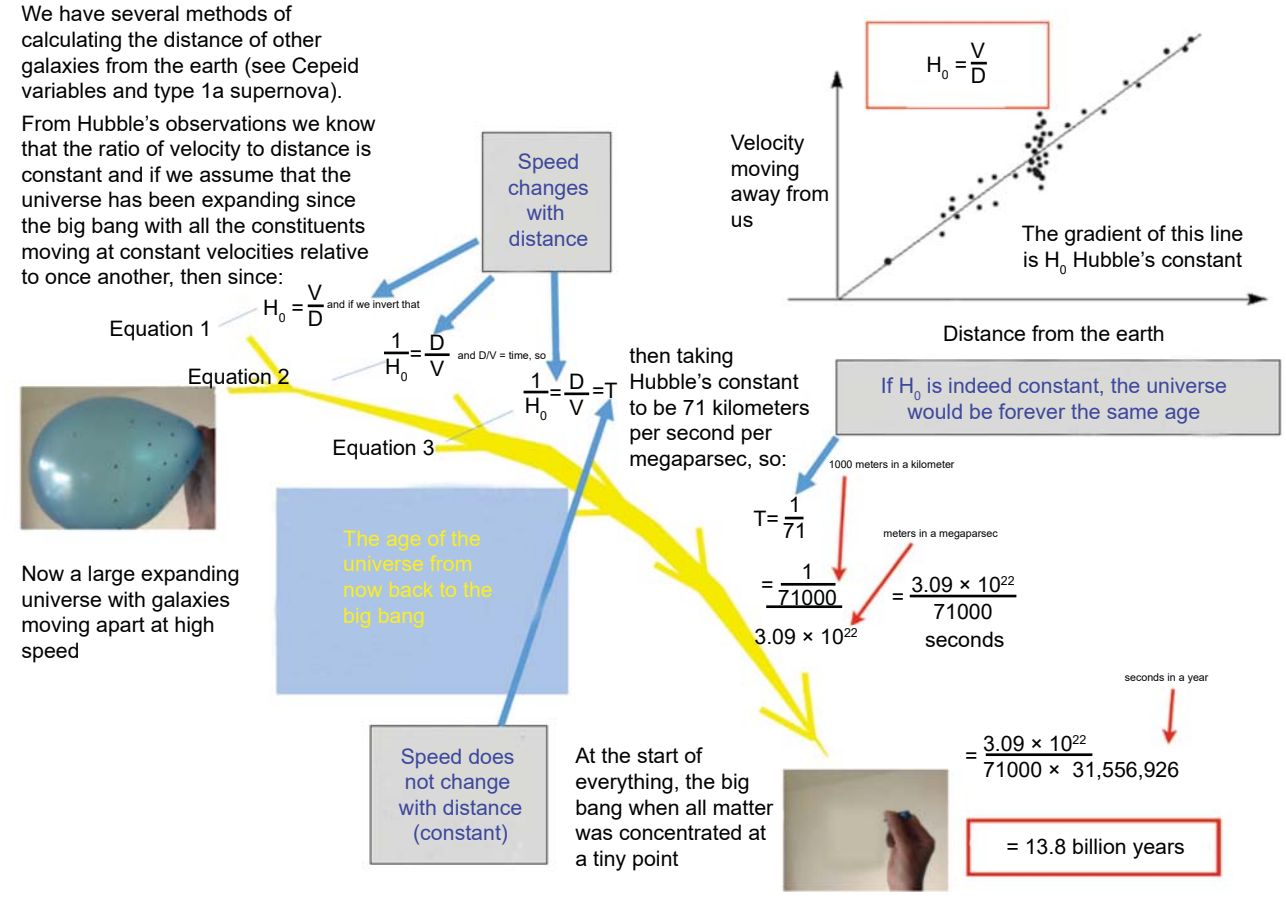 We have several methods of
calculating the distance of other
galaxies from the earth (see Cepeid
variables and type 1a supernova).
From Hubble’s observations we know
that the ratio of velocity to distance is
constant and if we assume that the
universe has been expanding since
the big bang with all the constituents
moving at constant velocities relative
to once another, then since:
Speed
changes
with
distance
Equation 1
H₀ = V/D and if we invert that
Equation 2
1/H₀ = D/V and D/V = time, so
Equation 3
1/H₀ = D/V =T
H₀ = V/D
Velocity
moving
away from
us
The gradient of this line
is H₀ Hubble’s constant
Distance from the earth
then taking
Hubble’s constant
to be 71 kilometers
per second per
megaparsec, so:
If H₀ is indeed constant, the universe
would be forever the same age
1000 meters in a kilometer
T= 1/71
meters in a megaparsec
= 1
71000
3.09 × 10²²
= 3.09 × 10²²
71000
seconds
The age of the
universe from
now back to the
big bang
Now a large expanding
universe with galaxies
moving apart at high
speed
Speed does
not change
with distance
(constant)
At the start of
everything, the big
bang when all matter
was concentrated at
a tiny point
seconds in a year
= 3.09 × 10²²
71000 × 31,556,926
= 13.8 billion years